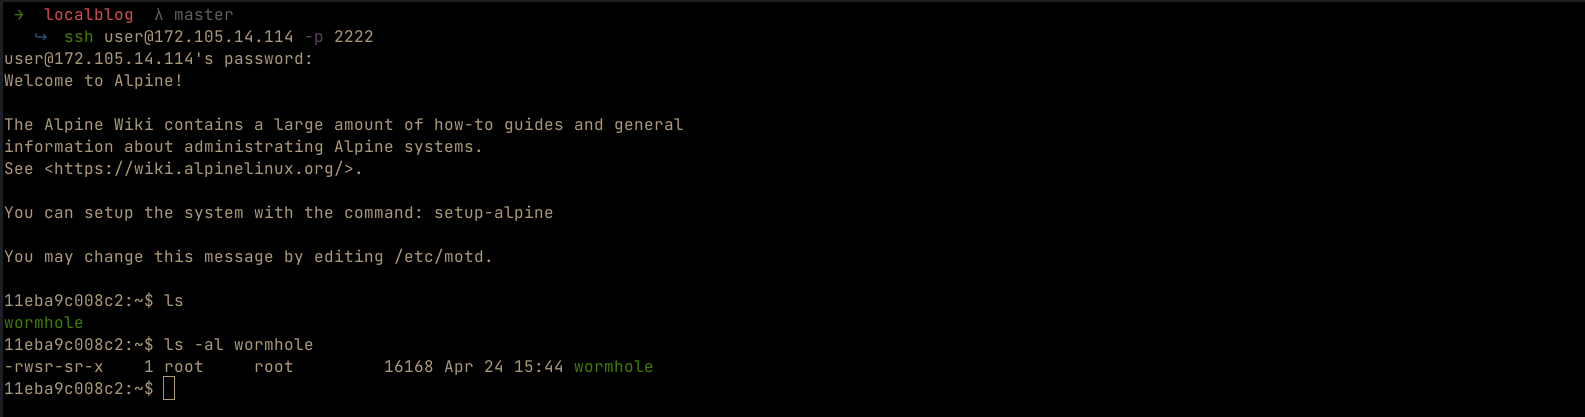 → localblog λ master
↪ ssh user@172.105.14.114 -p 2222
user@172.105.14.114's password:
Welcome to Alpine!
The Alpine Wiki contains a large amount of how-to guides and general
information about administrating Alpine systems.
See <https://wiki.alpinelinux.org/>.
You can setup the system with the command: setup-alpine
You may change this message by editing /etc/motd.
11eba9c008c2:~$ ls
wormhole
11eba9c008c2:~$ ls -al wormhole
-rwsr-sr-x    1 root     root         16168 Apr 24 15:44 wormhole
11eba9c008c2:~$